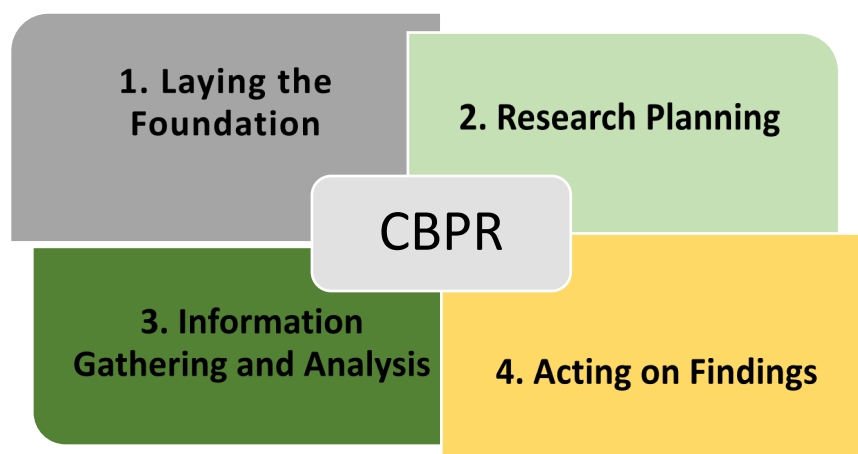 1. Laying the
Foundation
2. Research Planning
CBPR
3. Information
Gathering and Analysis
4. Acting on Findings